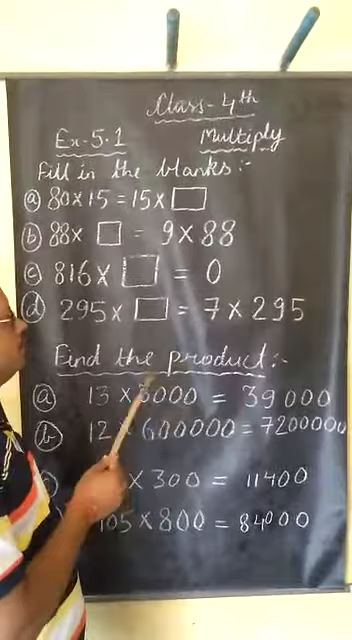 Class - 4th
Ex-5.1 Multiply
Fill in the blanks:-
(a) 80×15 = 15×□
(b) 88× □ = 9×88
(c) 816×□ = 0
(d) 295× □ = 7×295
Find the product:-
(a) 13 × 3000 = 39000
(b) 12 × 600000 = 7200000
× 300 = 11400
105 × 800 = 84000